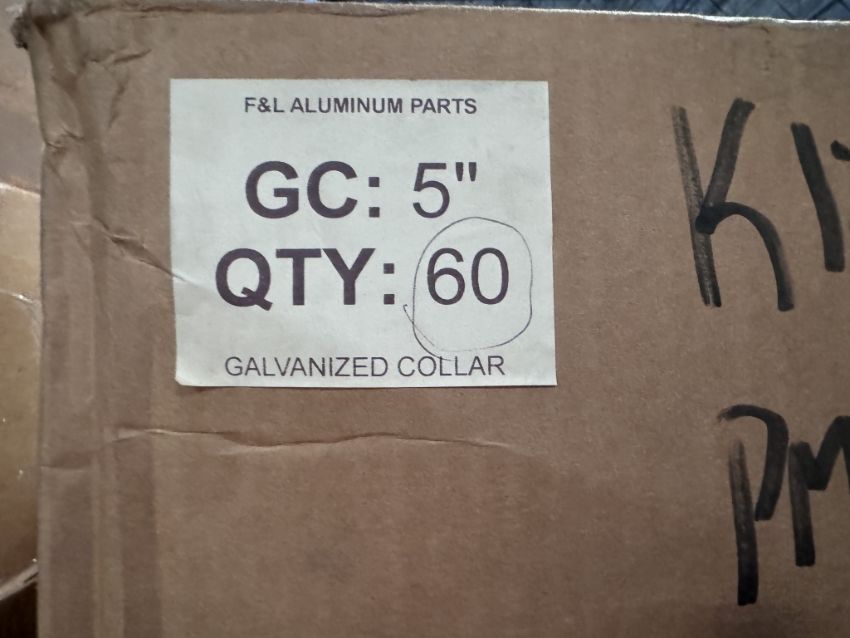 F&L ALUMINUM PARTS
GC: 5"
QTY: 60
GALVANIZED COLLAR